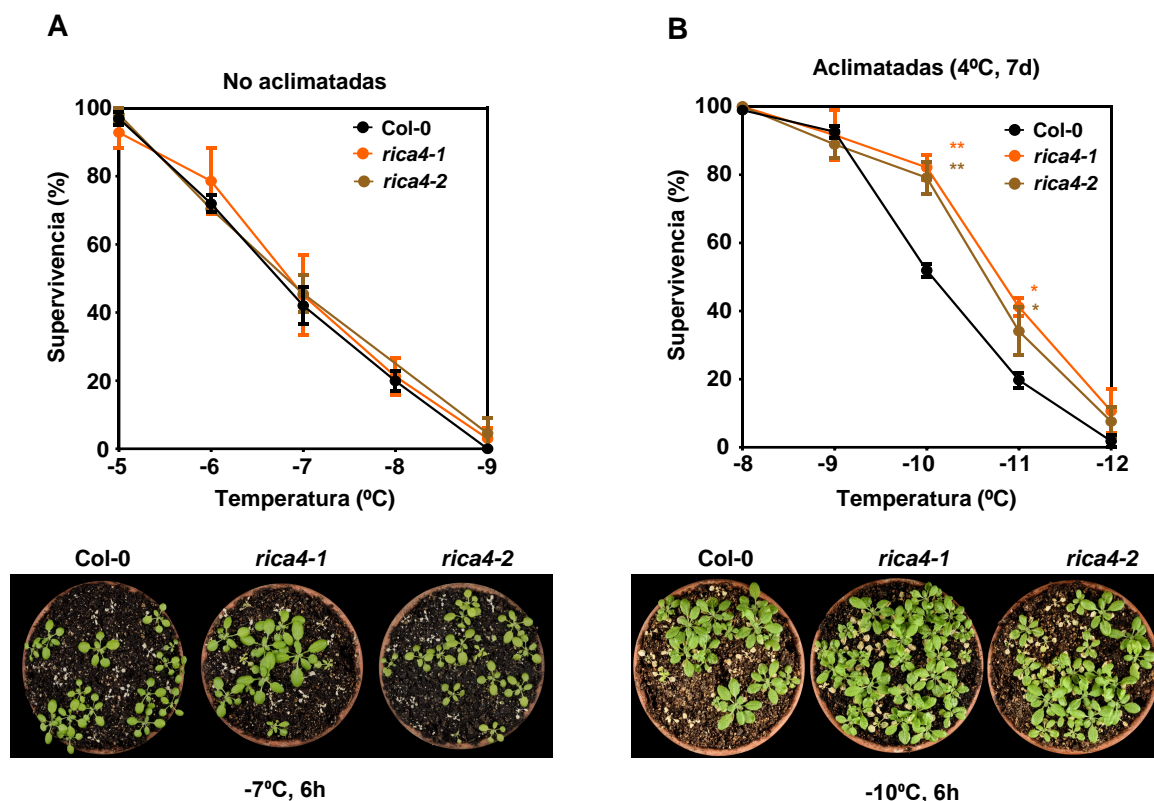 A
No aclimatadas
Supervivencia (%)
100
80
60
40
20
0
Col-0
rica4-1
rica4-2
-5
-6
-7
-8
-9
Temperatura (ºC)
Col-0
rica4-1
rica4-2
-7ºC, 6h
B
Aclimatadas (4ºC, 7d)
Supervivencia (%)
100
80
60
40
20
0
Col-0
rica4-1
rica4-2
**
**
*
*
-8
-9
-10
-11
-12
Temperatura (ºC)
Col-0
rica4-1
rica4-2
-10ºC, 6h